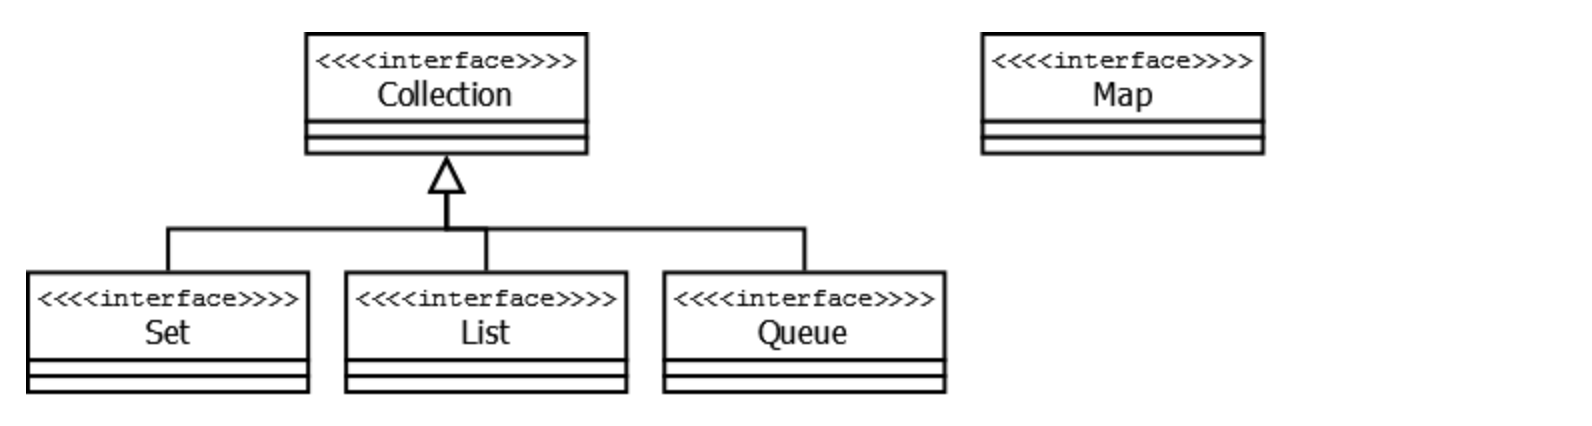 <<<<interface>>>>
Collection
<<<<interface>>>>
Map
<<<<interface>>>>
Set
<<<<interface>>>>
List
<<<<interface>>>>
Queue